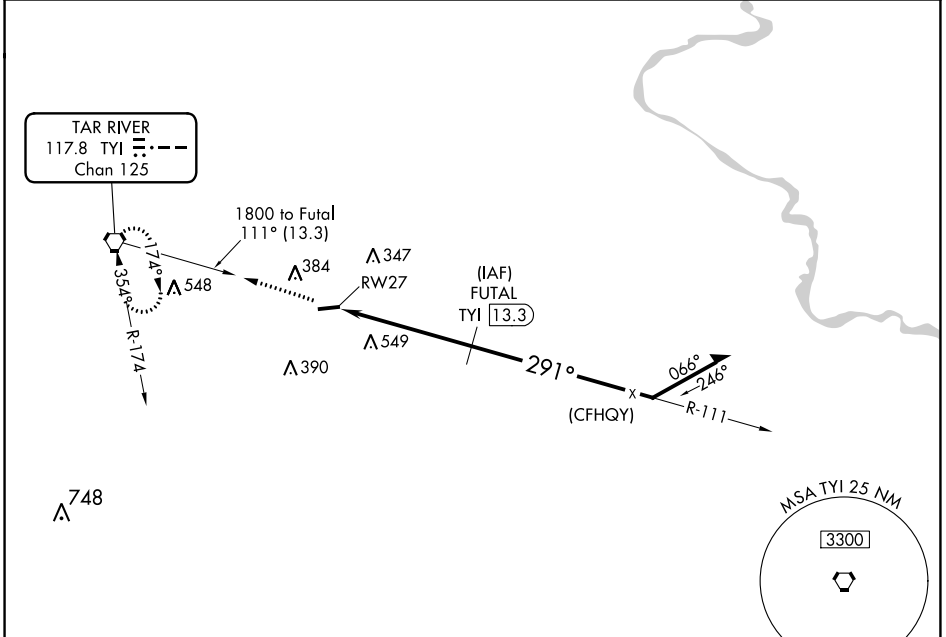 TAR RIVER
117.8 TYI
Chan 125
1800 to Futal
111° (13.3)
174°
354°
R-174
548
384
347
RW27
549
390
(IAF)
FUTAL
TYI 13.3
291°
066°
246°
(CFHQY)
X
R-111
748
MSA TYI 25 NM
3300